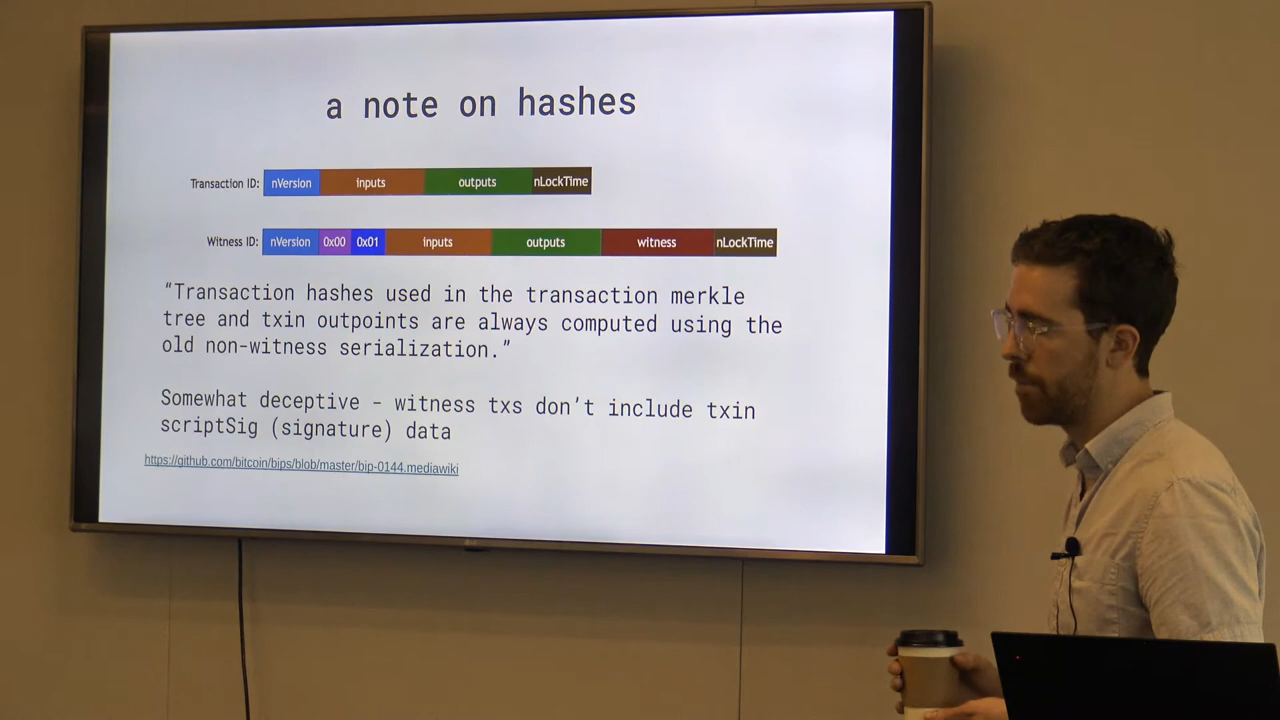 a note on hashes
Transaction ID: nVersion inputs outputs nLockTime
Witness ID: nVersion 0x00 0x01 inputs outputs witness nLockTime
“Transaction hashes used in the transaction merkle
tree and txin outpoints are always computed using the
old non-witness serialization.”
Somewhat deceptive – witness txs don’t include txin
scriptSig (signature) data
https://github.com/bitcoin/bips/blob/master/bip-0144.mediawiki